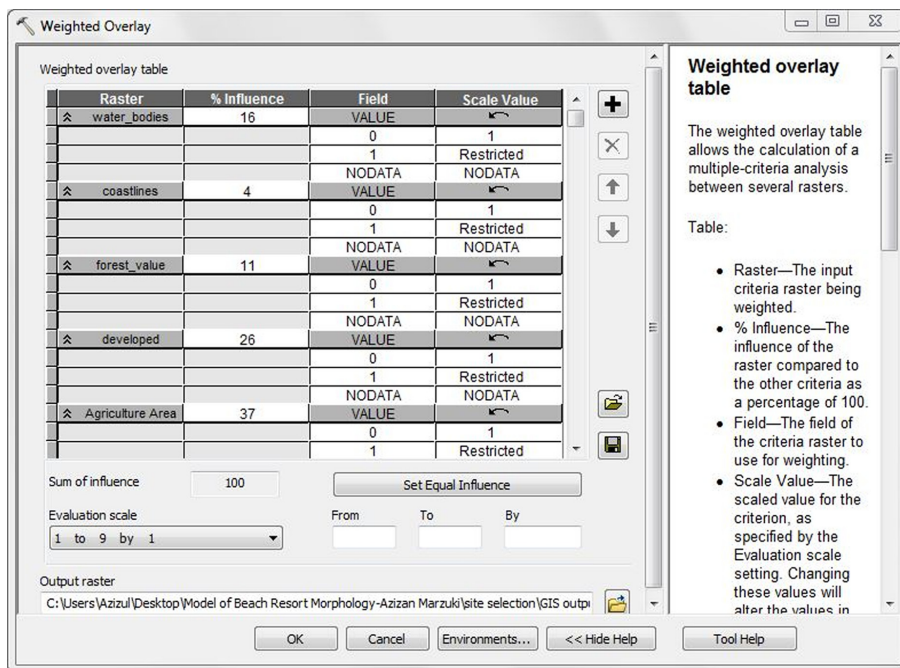 Weighted Overlay
Weighted overlay table
Raster % Influence Field Scale Value
water_bodies 16 VALUE
0 1
1 Restricted
NODATA NODATA
coastlines 4 VALUE
0 1
1 Restricted
NODATA NODATA
forest_value 11 VALUE
0 1
1 Restricted
NODATA NODATA
developed 26 VALUE
0 1
1 Restricted
NODATA NODATA
Agriculture Area 37 VALUE
0 1
1 Restricted
Sum of influence 100 Set Equal Influence
Evaluation scale From To By
1 to 9 by 1
Output raster
C:\Users\Azizul\Desktop\Model of Beach Resort Morphology-Azizan Marzuki\site selection\GIS outpu
OK Cancel Environments... << Hide Help Tool Help
Weighted overlay
table
The weighted overlay table
allows the calculation of a
multiple-criteria analysis
between several rasters.
Table:
• Raster—The input
criteria raster being
weighted.
• % Influence—The
influence of the
raster compared to
the other criteria as
a percentage of 100.
• Field—The field of
the criteria raster to
use for weighting.
• Scale Value—The
scaled value for the
criterion, as
specified by the
Evaluation scale
setting. Changing
these values will
alter the values in